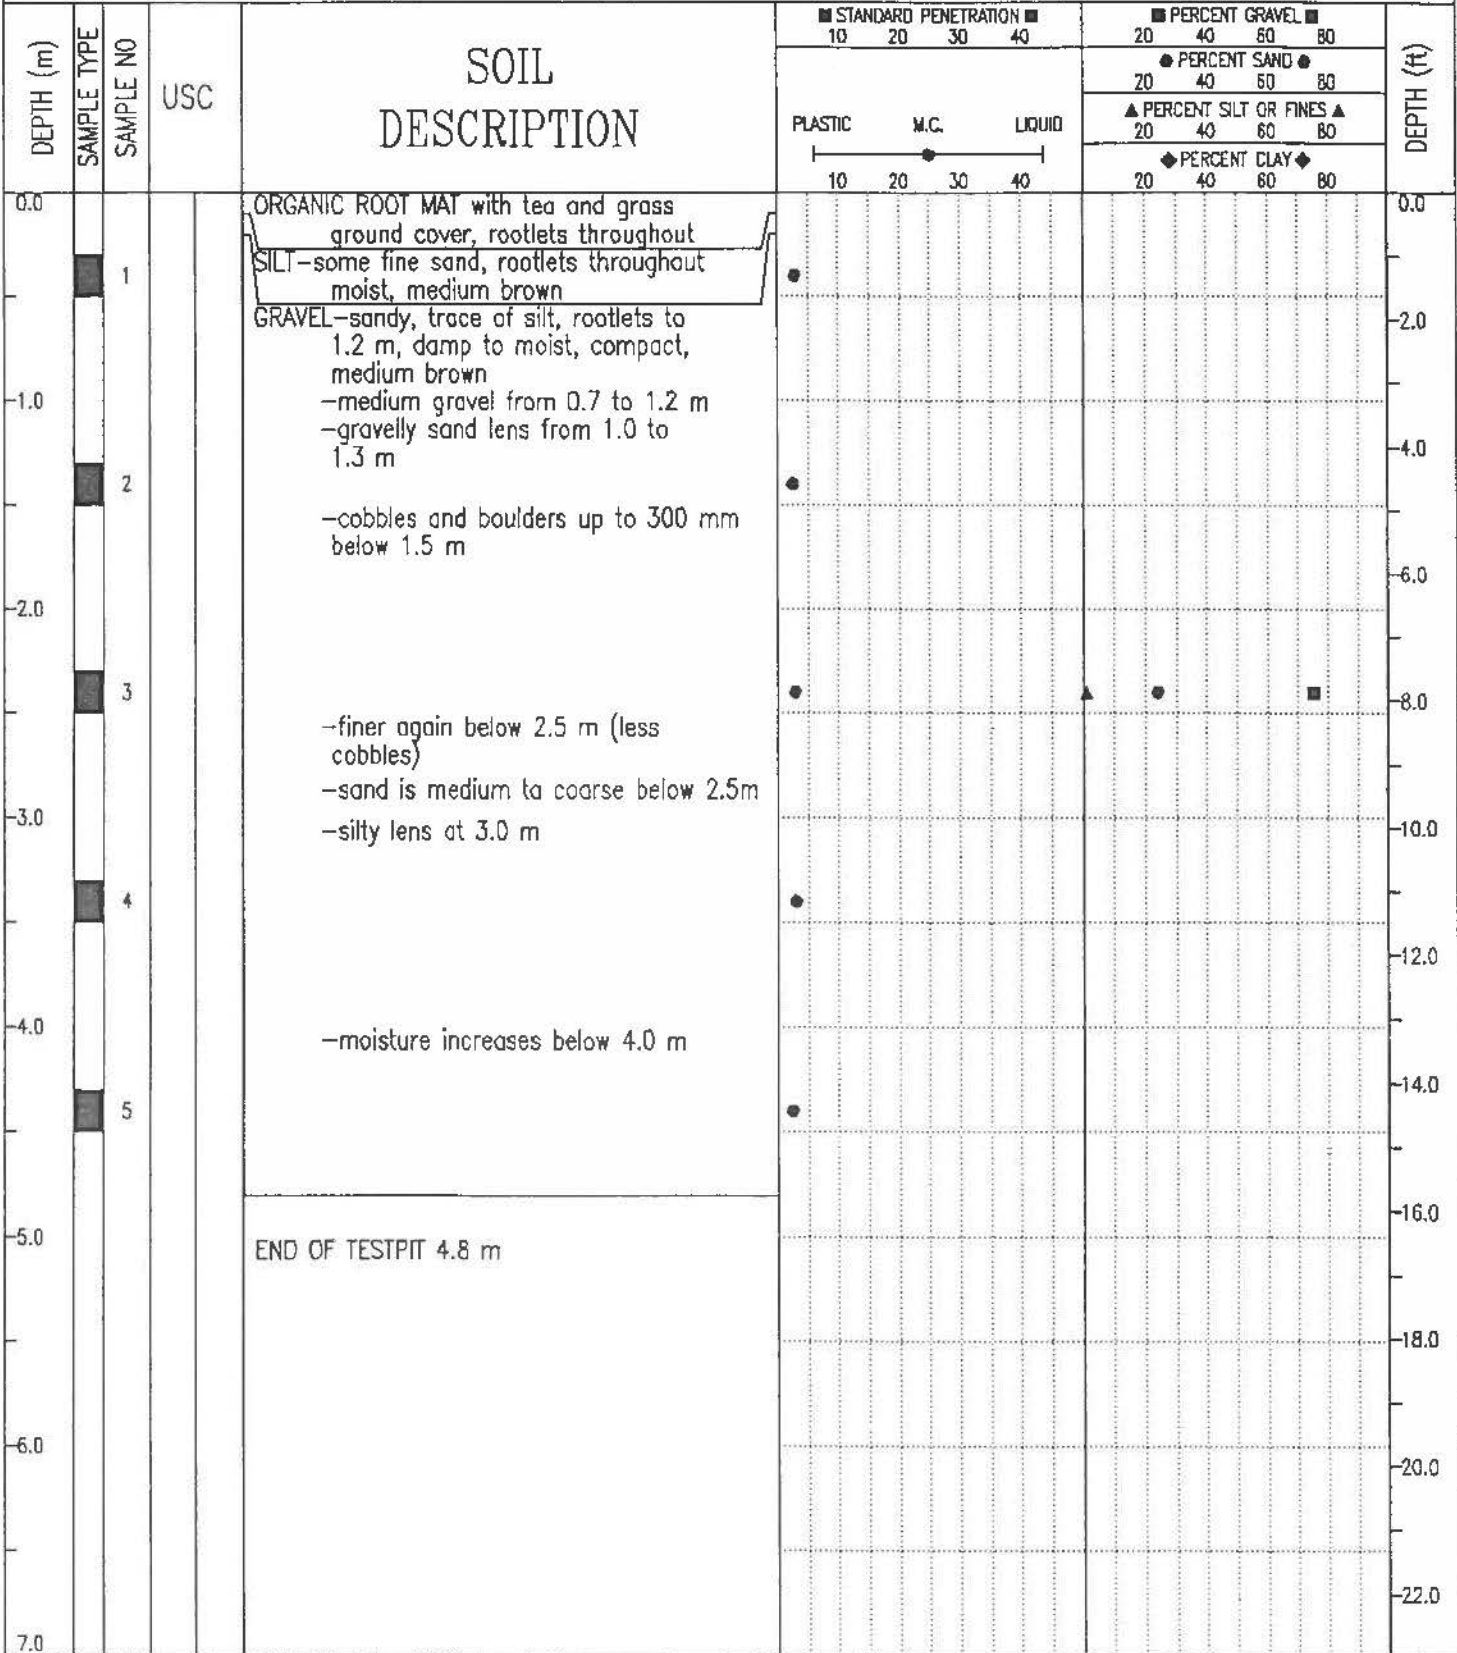 DEPTH (m)
SAMPLE TYPE
SAMPLE NO
USC
SOIL
DESCRIPTION
■ STANDARD PENETRATION ■
10 20 30 40
PLASTIC M.C. LIQUID
10 20 30 40
■ PERCENT GRAVEL ■
20 40 60 80
● PERCENT SAND ●
20 40 60 80
▲ PERCENT SILT OR FINES ▲
20 40 60 80
◆ PERCENT CLAY ◆
20 40 60 80
DEPTH (ft)
0.0
ORGANIC ROOT MAT with tea and grass
ground cover, rootlets throughout
0.0
1
SILT-some fine sand, rootlets throughout
moist, medium brown
GRAVEL-sandy, trace of silt, rootlets to
2.0
1.2 m, damp to moist, compact,
medium brown
1.0
-medium gravel from 0.7 to 1.2 m
-gravelly sand lens from 1.0 to
1.3 m
4.0
2
-cobbles and boulders up to 300 mm
below 1.5 m
6.0
2.0
3
8.0
-finer again below 2.5 m (less
cobbles)
-sand is medium to coarse below 2.5m
3.0
-silty lens at 3.0 m
10.0
4
12.0
4.0
-moisture increases below 4.0 m
14.0
5
16.0
5.0
END OF TESTPIT 4.8 m
18.0
6.0
20.0
22.0
7.0